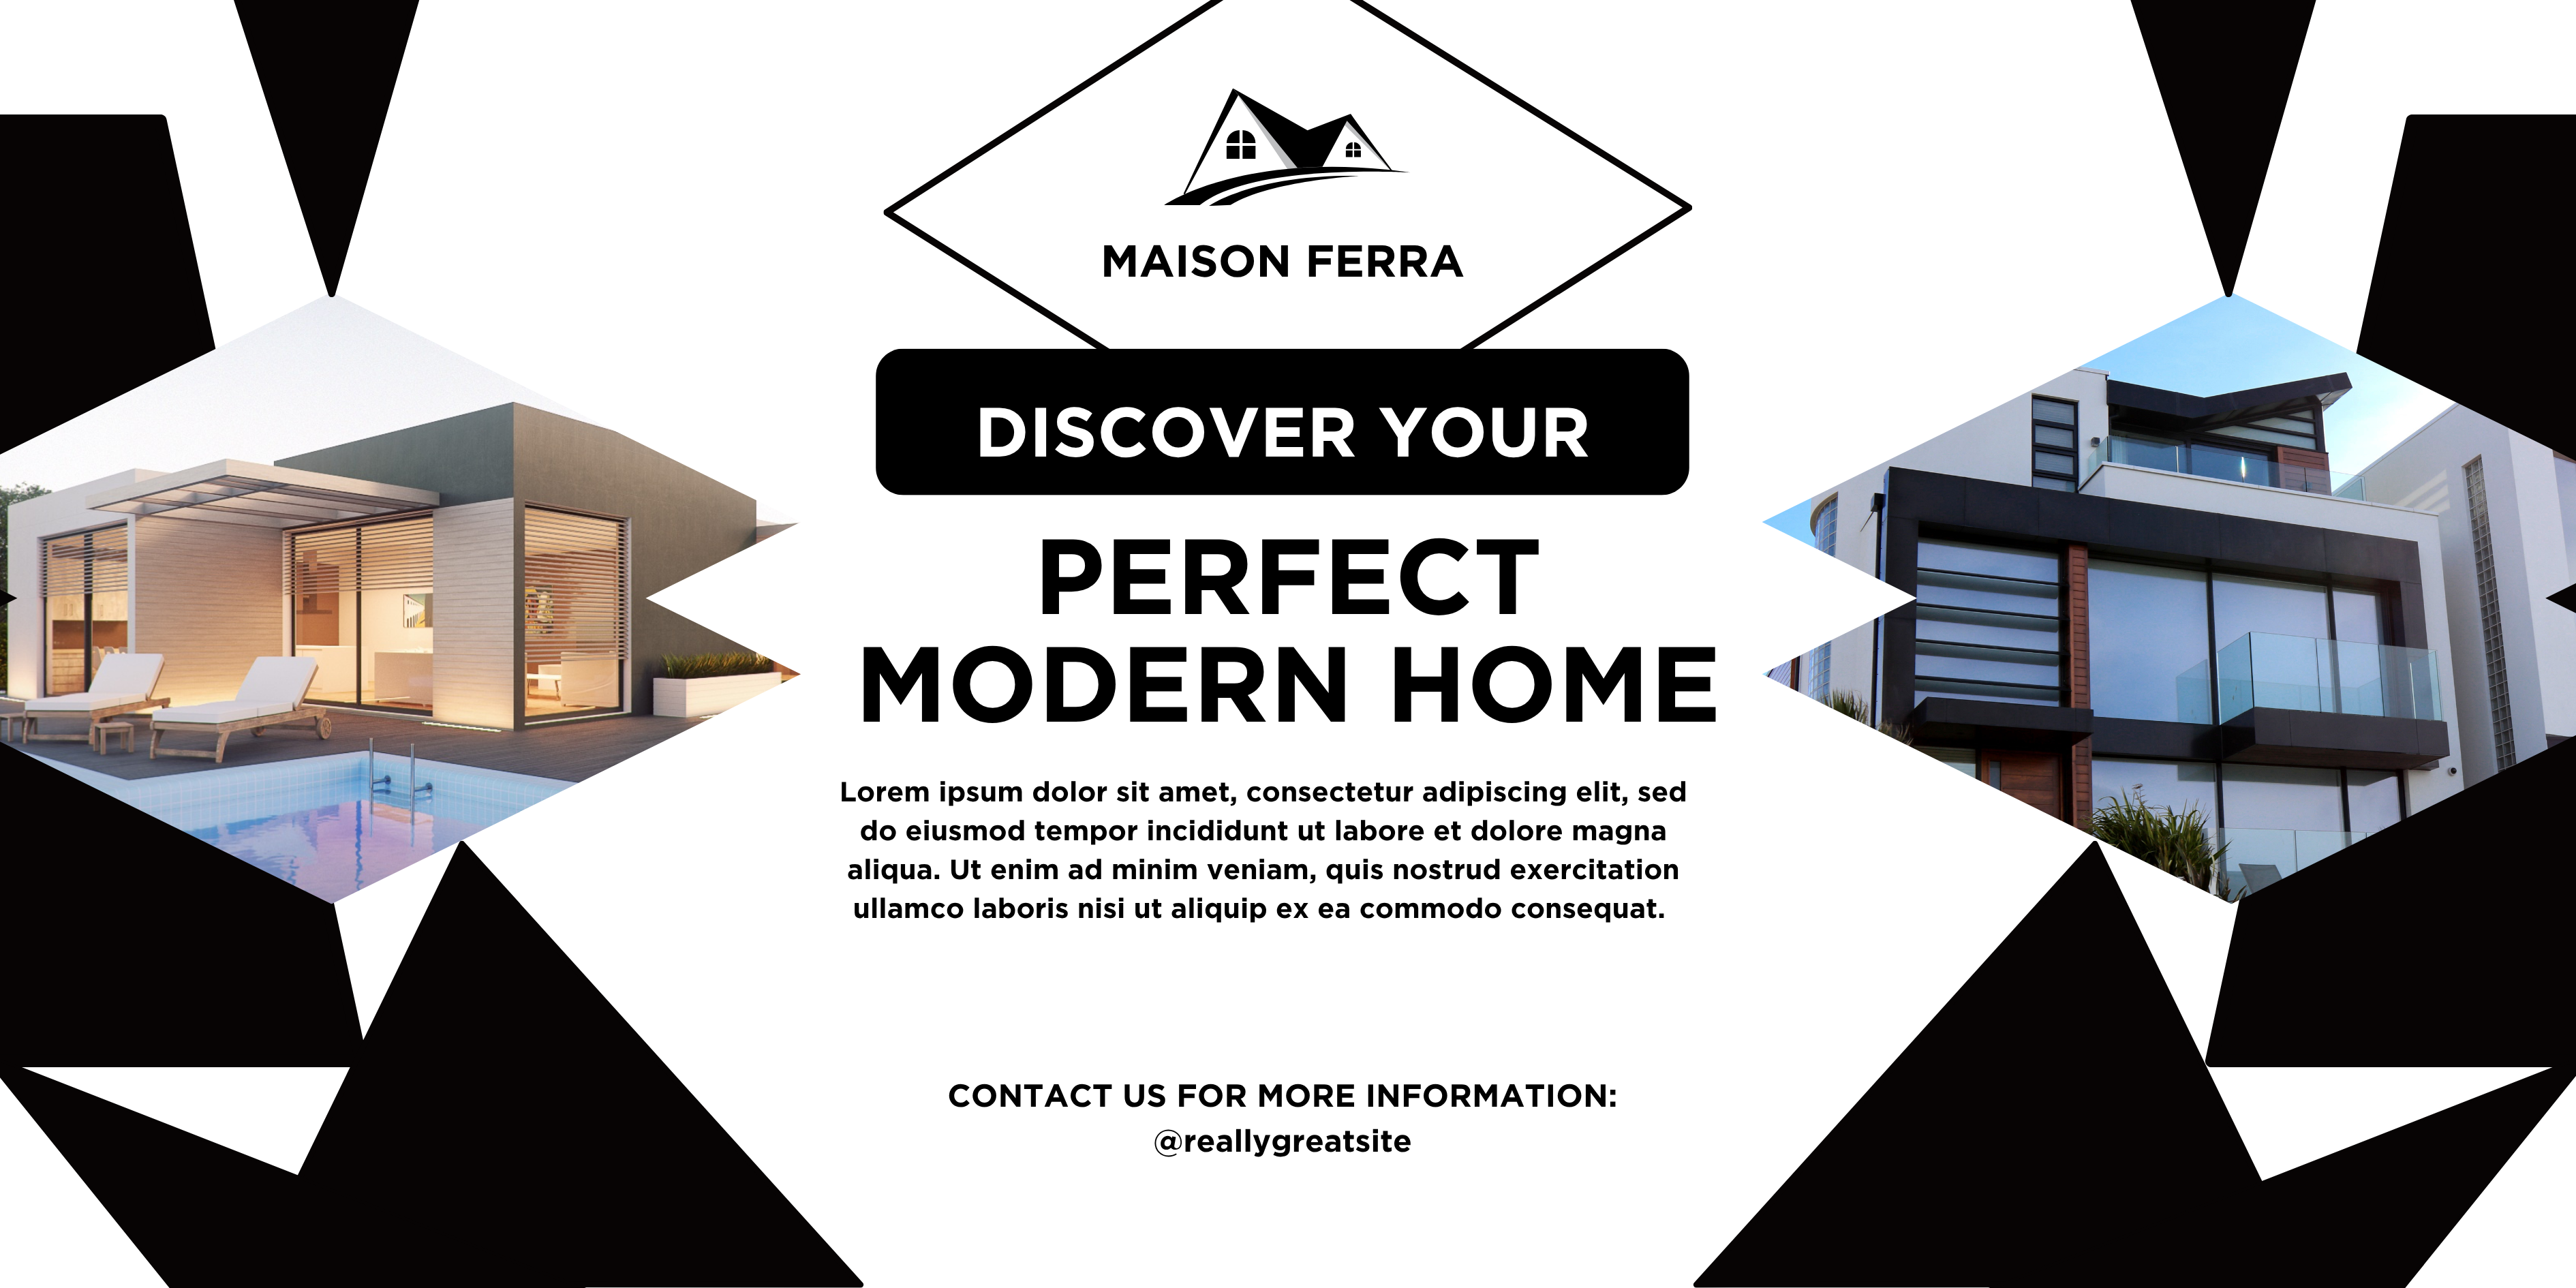 MAISON FERRA
DISCOVER YOUR
PERFECT
MODERN HOME
Lorem ipsum dolor sit amet, consectetur adipiscing elit, sed
do eiusmod tempor incididunt ut labore et dolore magna
aliqua. Ut enim ad minim veniam, quis nostrud exercitation
ullamco laboris nisi ut aliquip ex ea commodo consequat.
CONTACT US FOR MORE INFORMATION:
@reallygreatsite